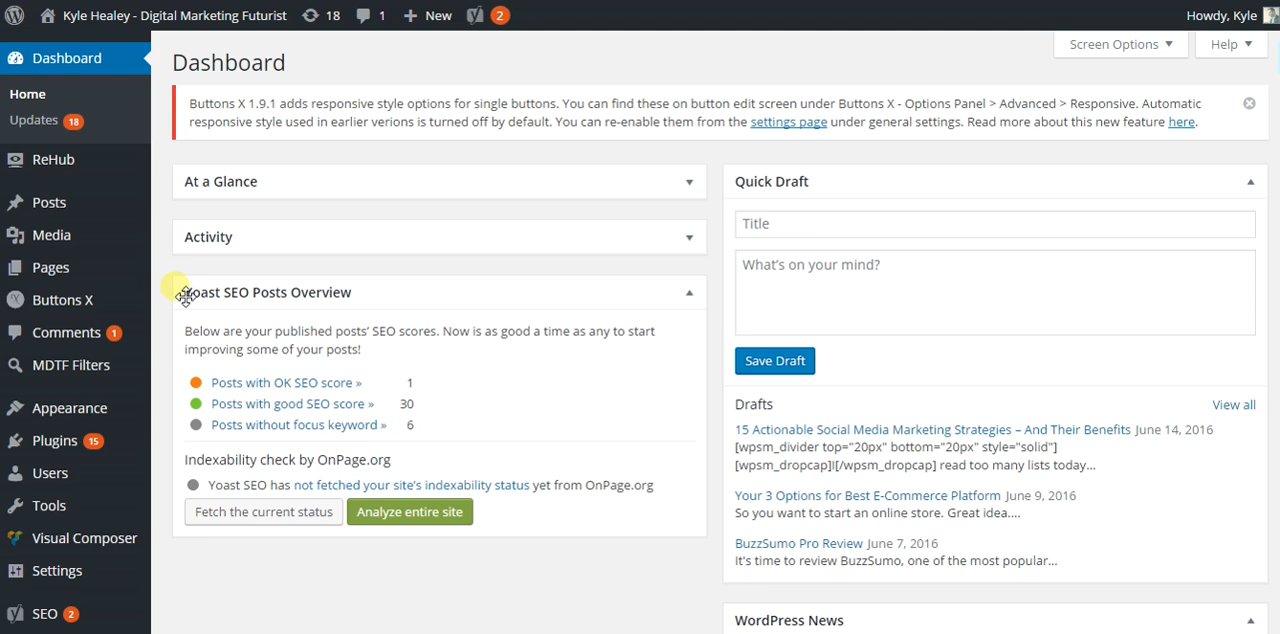 Kyle Healey - Digital Marketing Futurist 18 1 New 2 Howdy, Kyle
Dashboard
Home
Updates 18
ReHub
Posts
Media
Pages
Buttons X
Comments 1
MDTF Filters
Appearance
Plugins 15
Users
Tools
Visual Composer
Settings
SEO 2
Screen Options Help
Dashboard
Buttons X 1.9.1 adds responsive style options for single buttons. You can find these on button edit screen under Buttons X - Options Panel > Advanced > Responsive. Automatic
responsive style used in earlier verions is turned off by default. You can re-enable them from the settings page under general settings. Read more about this new feature here.
At a Glance
Activity
Yoast SEO Posts Overview
Below are your published posts' SEO scores. Now is as good a time as any to start
improving some of your posts!
Posts with OK SEO score » 1
Posts with good SEO score » 30
Posts without focus keyword » 6
Indexability check by OnPage.org
Yoast SEO has not fetched your site's indexability status yet from OnPage.org
Fetch the current status Analyze entire site
Quick Draft
Title
What's on your mind?
Save Draft
Drafts View all
15 Actionable Social Media Marketing Strategies – And Their Benefits June 14, 2016
[wpsm_divider top="20px" bottom="20px" style="solid"]
[wpsm_dropcap]I[/wpsm_dropcap] read too many lists today…
Your 3 Options for Best E-Commerce Platform June 9, 2016
So you want to start an online store. Great idea.…
BuzzSumo Pro Review June 7, 2016
It's time to review BuzzSumo, one of the most popular…
WordPress News